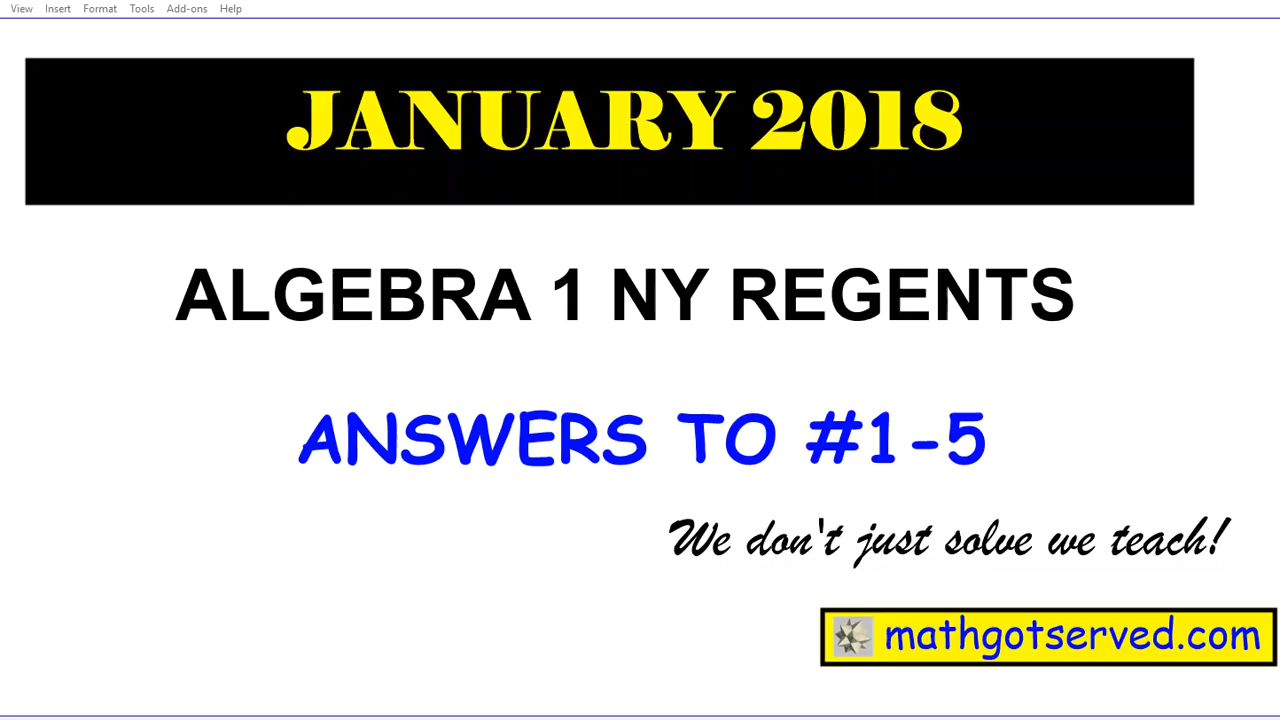 View Insert Format Tools Add-ons Help
JANUARY 2018
ALGEBRA 1 NY REGENTS
ANSWERS TO #1-5
We don't just solve we teach!
mathgotserved.com